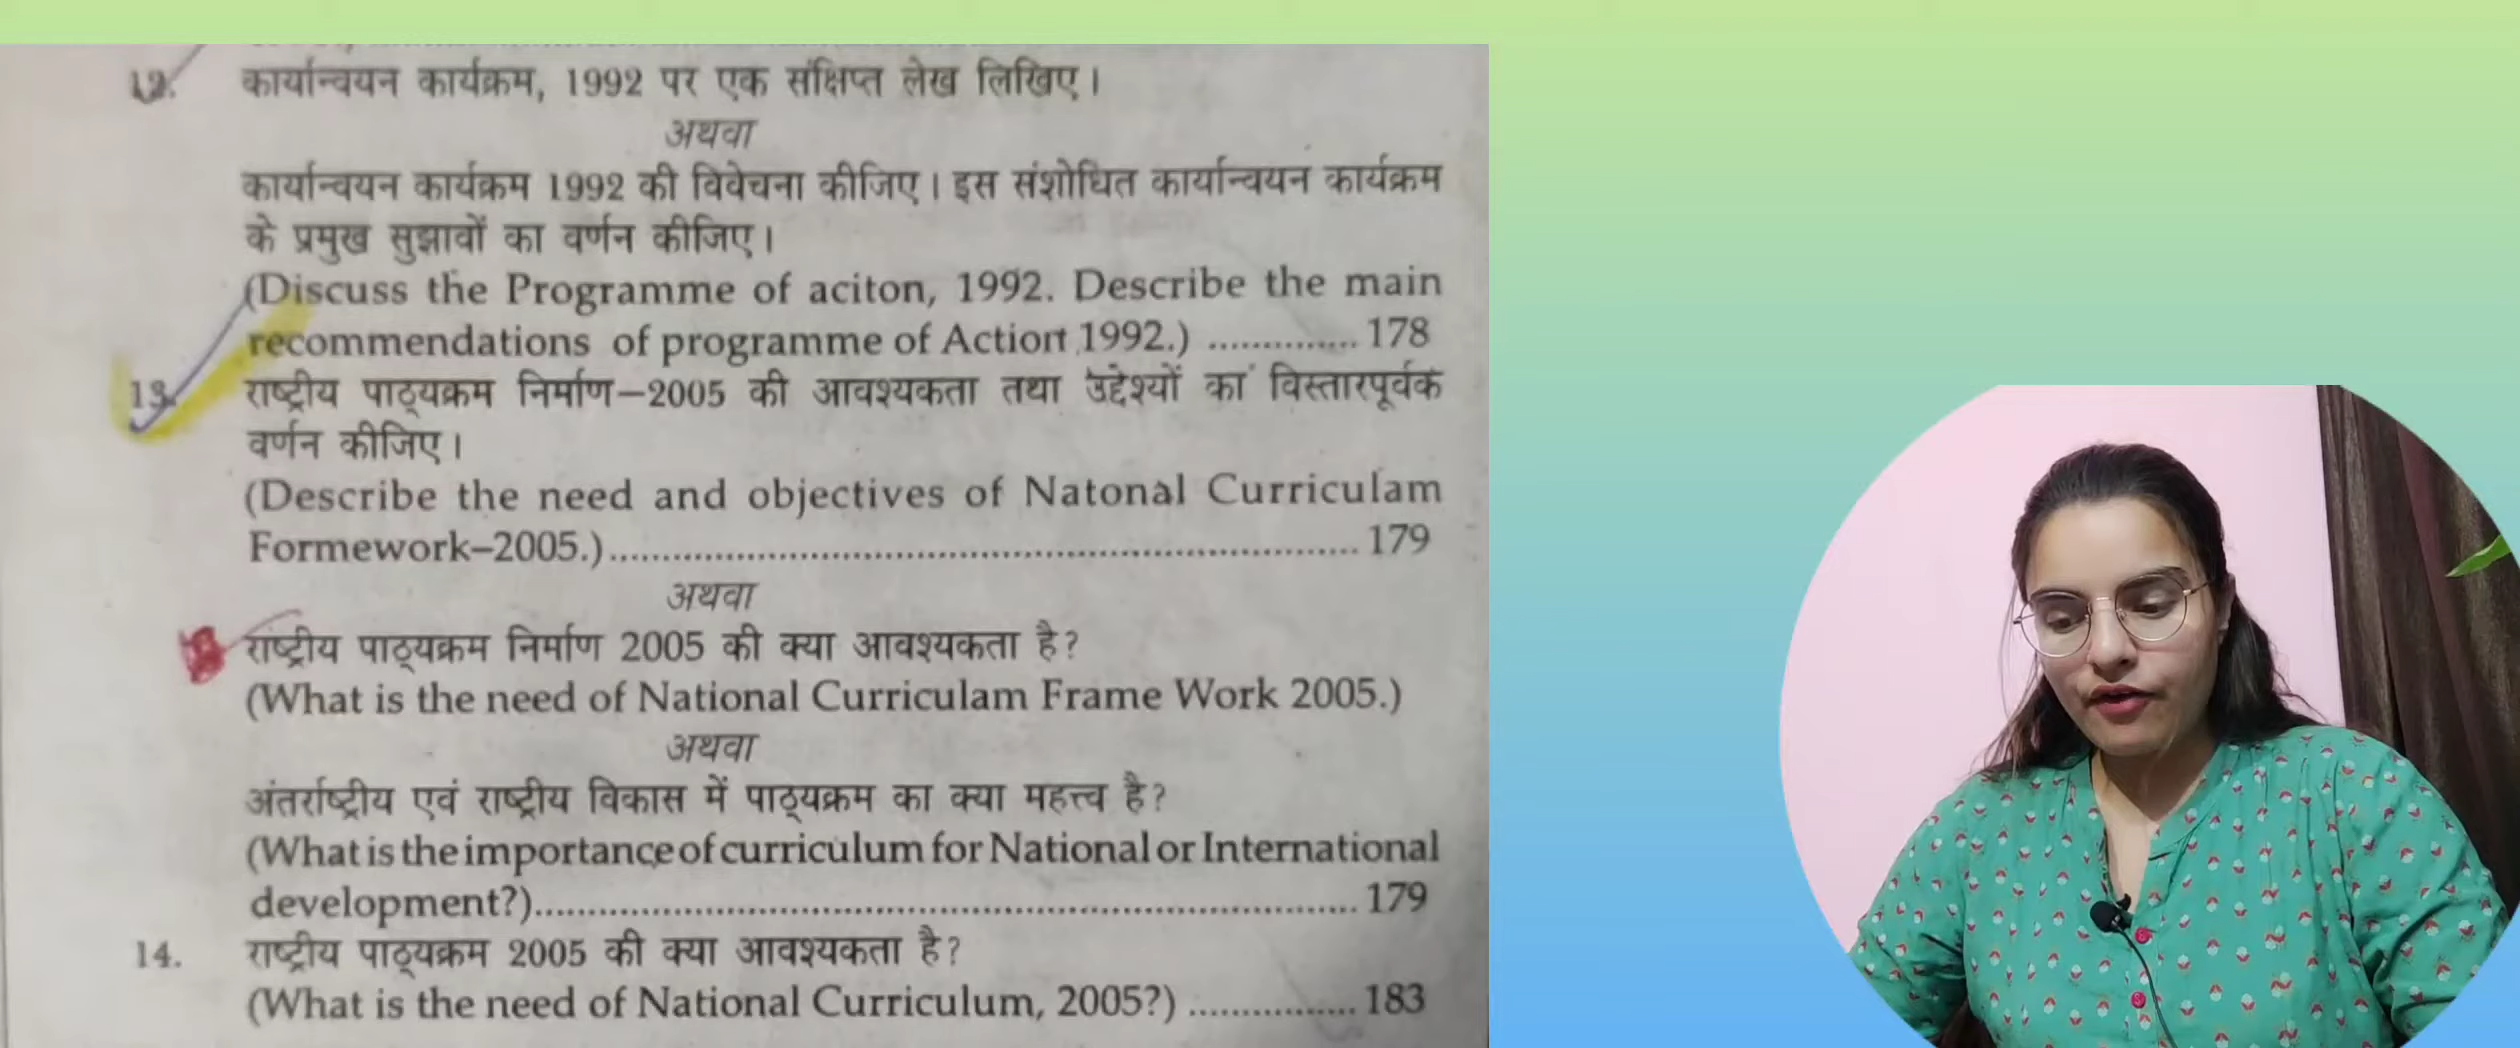 12. कार्यान्वयन कार्यक्रम, 1992 पर एक संक्षिप्त लेख लिखिए।
अथवा
कार्यान्वयन कार्यक्रम 1992 की विवेचना कीजिए। इस संशोधित कार्यान्वयन कार्यक्रम
के प्रमुख सुझावों का वर्णन कीजिए।
(Discuss the Programme of aciton, 1992. Describe the main
recommendations of programme of Action 1992.) .............. 178
13. राष्ट्रीय पाठ्यक्रम निर्माण–2005 की आवश्यकता तथा उद्देश्यों का विस्तारपूर्वक
वर्णन कीजिए।
(Describe the need and objectives of Natonal Curriculam
Formework–2005.)...................................................................... 179
अथवा
राष्ट्रीय पाठ्यक्रम निर्माण 2005 की क्या आवश्यकता है?
(What is the need of National Curriculam Frame Work 2005.)
अथवा
अंतर्राष्ट्रीय एवं राष्ट्रीय विकास में पाठ्यक्रम का क्या महत्त्व है?
(What is the importance of curriculum for National or International
development?)............................................................................. 179
14. राष्ट्रीय पाठ्यक्रम 2005 की क्या आवश्यकता है?
(What is the need of National Curriculum, 2005?) ................ 183